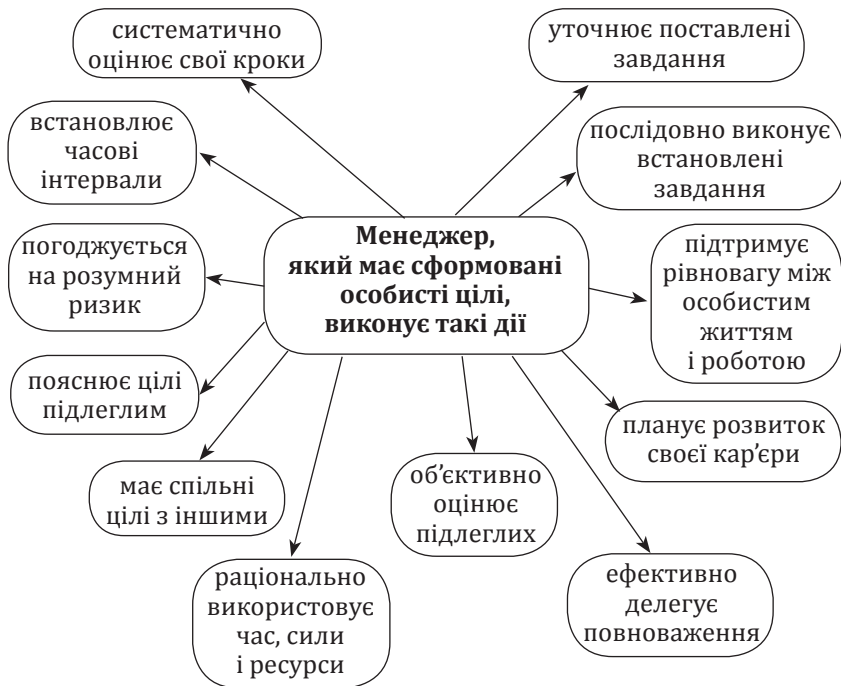 систематично
оцінює свої кроки
уточнює поставлені
завдання
встановлює
часові
інтервали
послідовно виконує
встановлені
завдання
Менеджер,
який має сформовані
особисті цілі,
виконує такі дії
погоджується
на розумний
ризик
підтримує
рівновагу між
особистим
життям
і роботою
пояснює цілі
підлеглим
планує розвиток
своєї кар’єри
має спільні
цілі з іншими
об’єктивно
оцінює
підлеглих
раціонально
використовує
час, сили
і ресурси
ефективно
делегує
повноваження